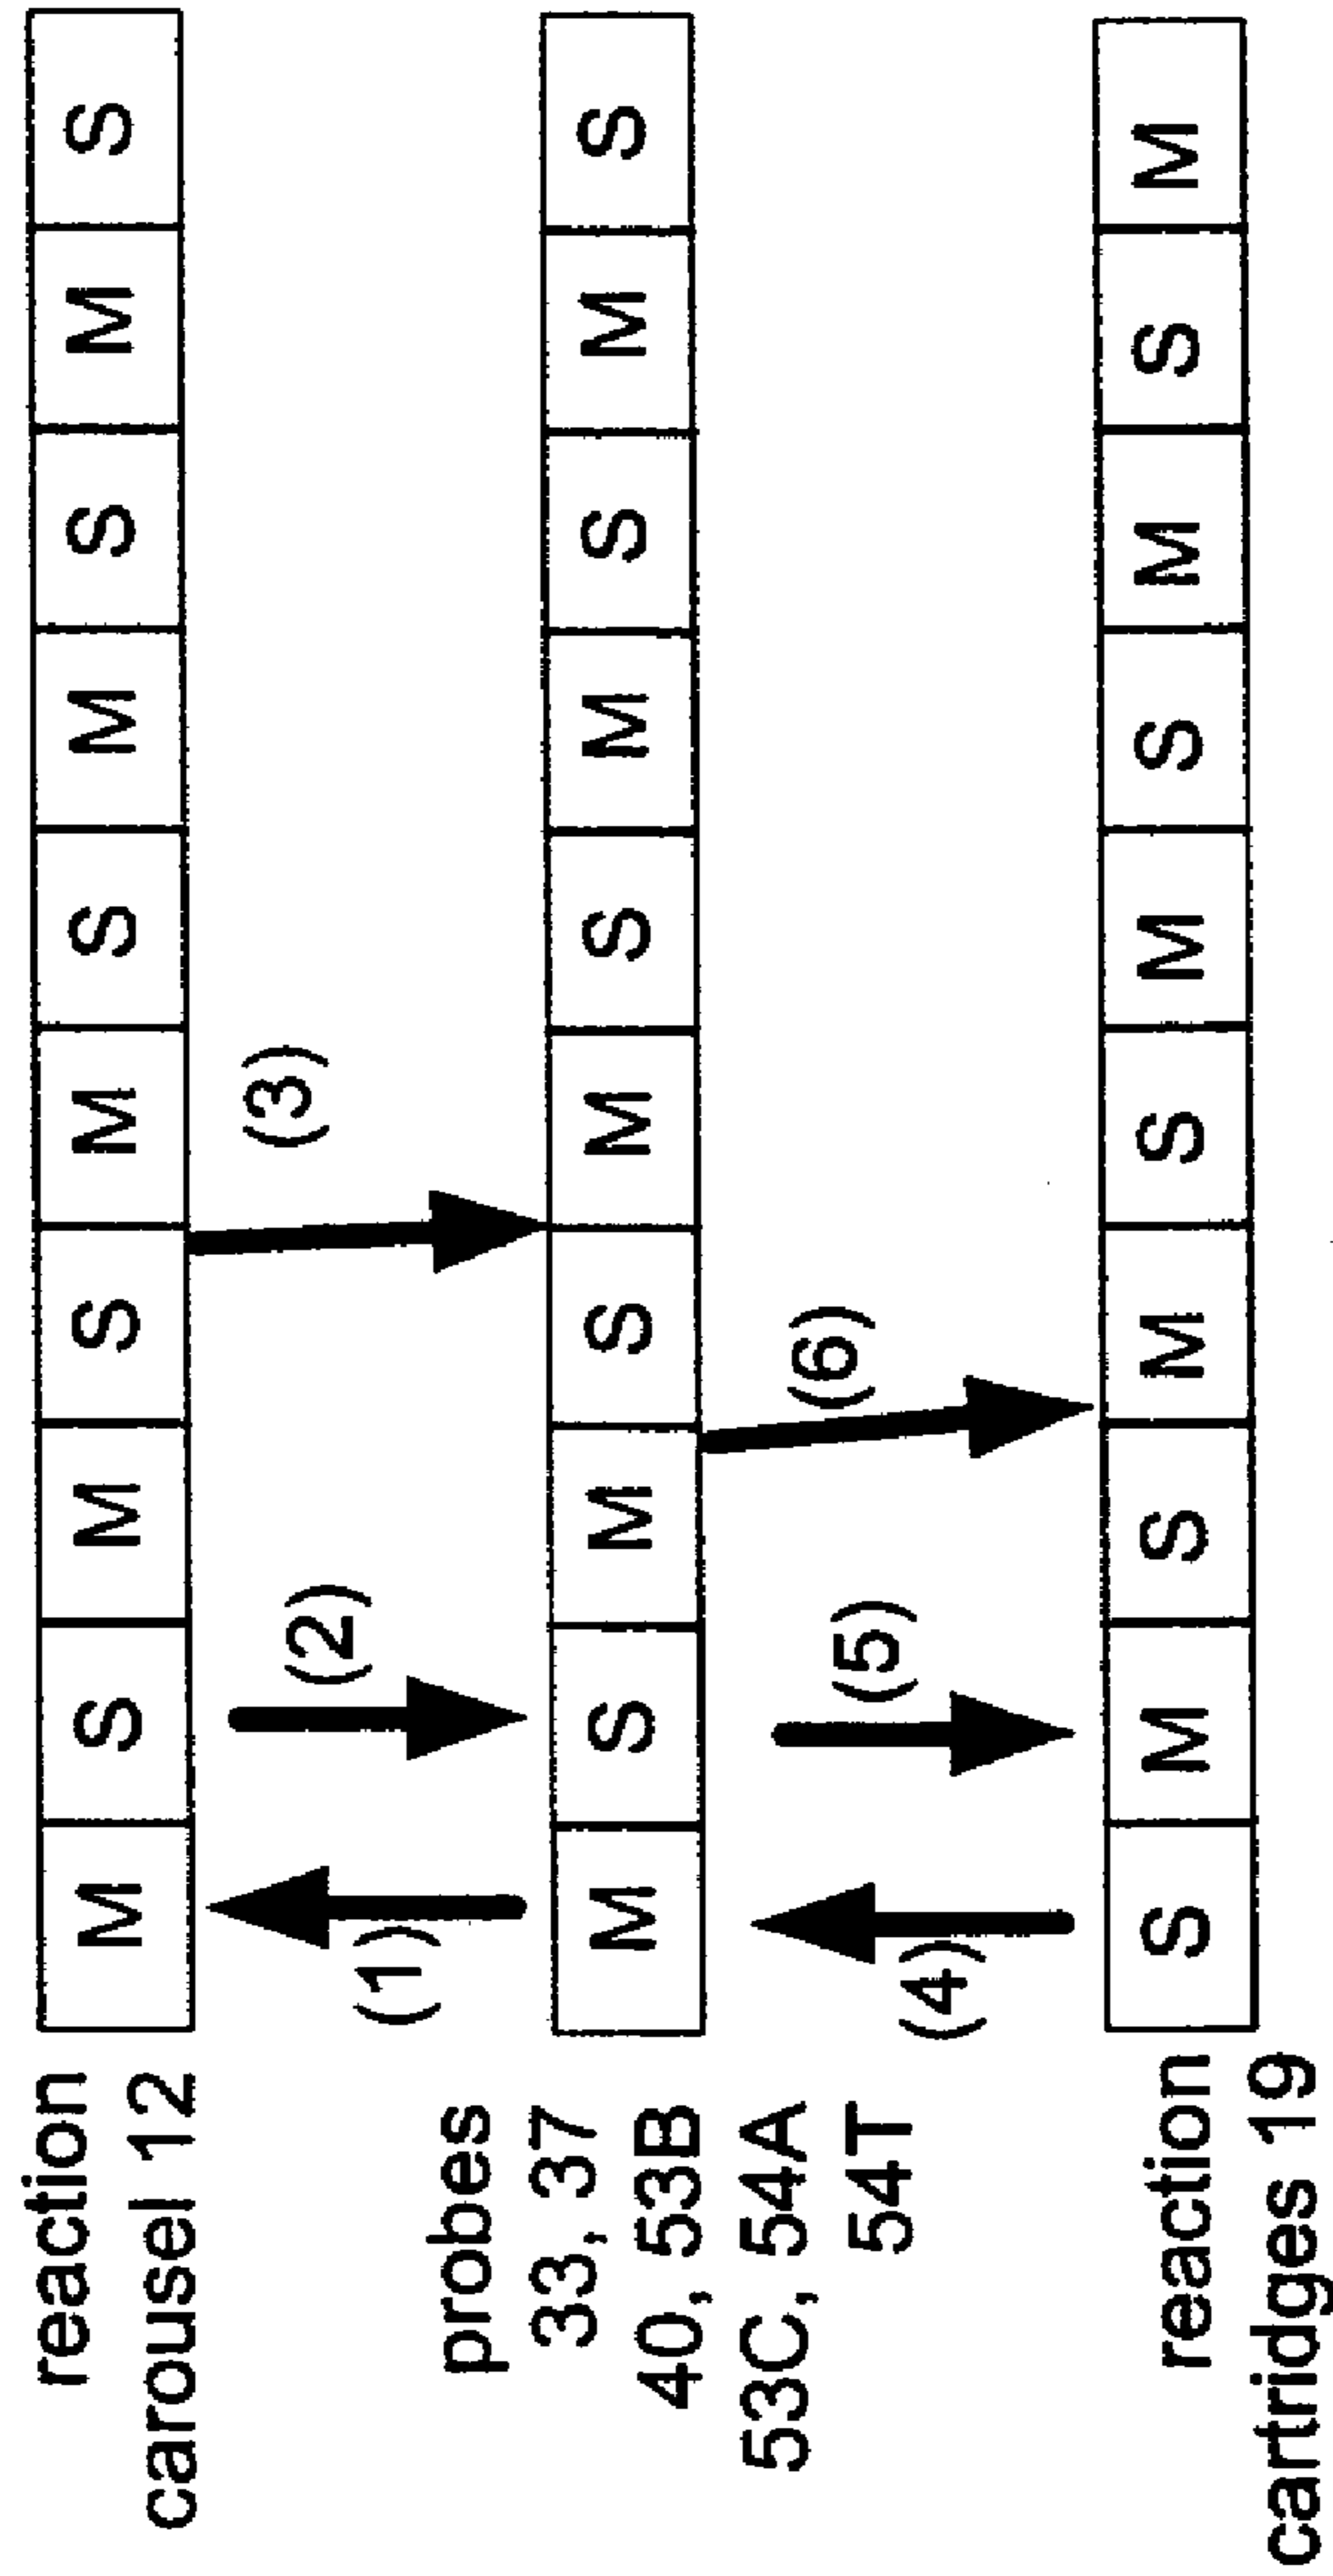 reaction
carousel 12
M S M S M S M S M S
(1) (2) (3)
probes
33, 37
40, 53B
53C, 54A
54T
M S M S M S M S M S
(4) (5) (6)
reaction
cartridges 19
S M S M S M S M S M